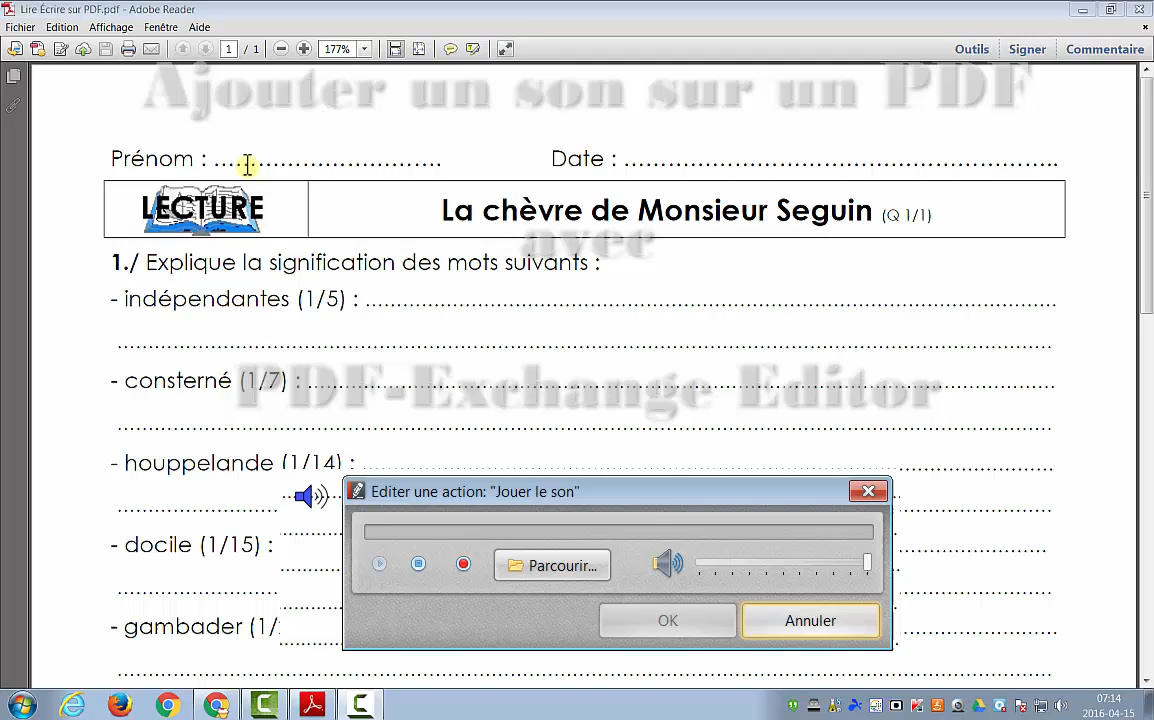 Lire Écrire sur PDF.pdf - Adobe Reader
Fichier Edition Affichage Fenêtre Aide
1 / 1 177% Outils Signer Commentaire
Ajouter un son sur un PDF
Prénom : ................................. Date : ..................................................................
LECTURE La chèvre de Monsieur Seguin (Q 1/1)
avec
1./ Explique la signification des mots suivants :
- indépendantes (1/5) : ..................................................................
..................................................................
- consterné (1/7) : ..................................................................
PDF-Exchange Editor
..................................................................
- houppelande (1/14) : ..................................................................
Editer une action: "Jouer le son"
- docile (1/15) :
Parcourir...
- gambader (1/
OK Annuler
07:14
2016-04-15